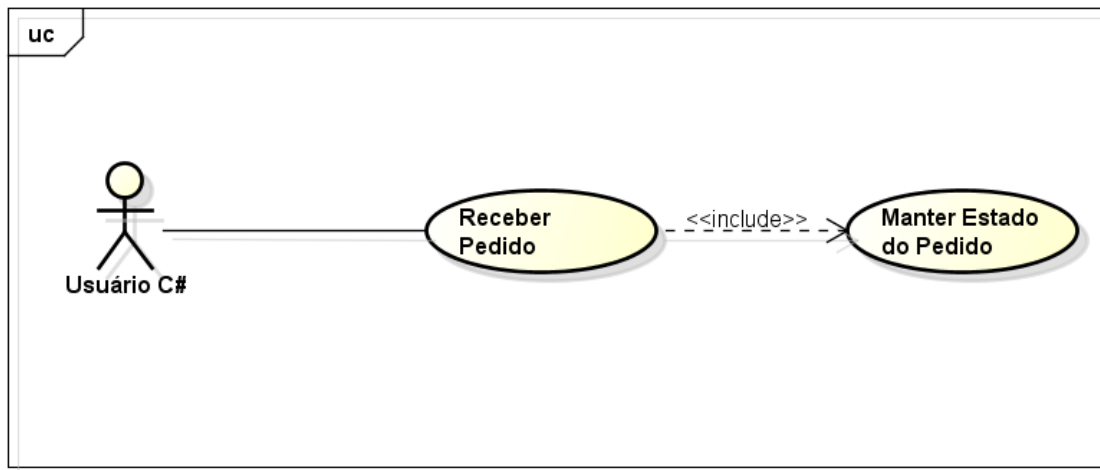 uc
Receber
Pedido
<<include>>
Manter Estado
do Pedido
Usuário C#